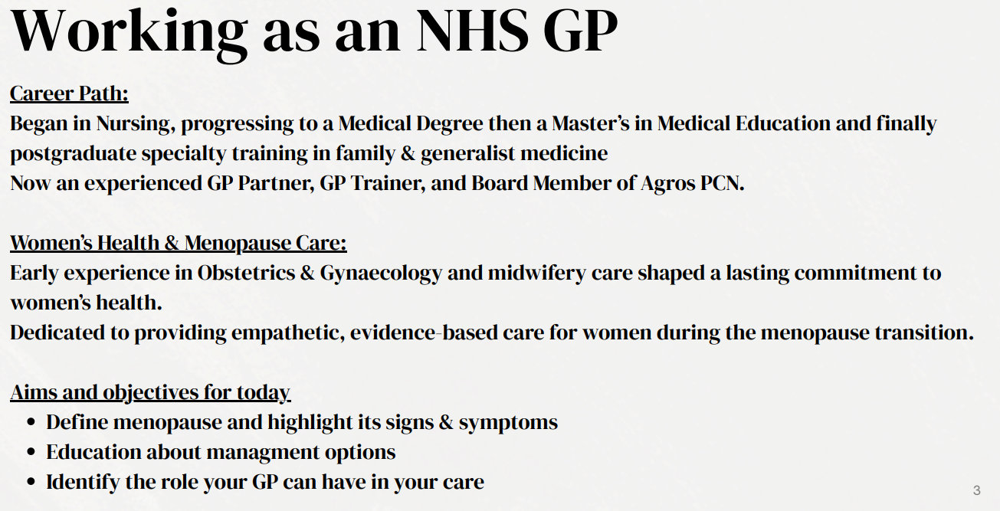 Working as an NHS GP
Career Path:
Began in Nursing, progressing to a Medical Degree then a Master’s in Medical Education and finally
postgraduate specialty training in family & generalist medicine
Now an experienced GP Partner, GP Trainer, and Board Member of Agros PCN.
Women’s Health & Menopause Care:
Early experience in Obstetrics & Gynaecology and midwifery care shaped a lasting commitment to
women’s health.
Dedicated to providing empathetic, evidence-based care for women during the menopause transition.
Aims and objectives for today
• Define menopause and highlight its signs & symptoms
• Education about managment options
• Identify the role your GP can have in your care
3